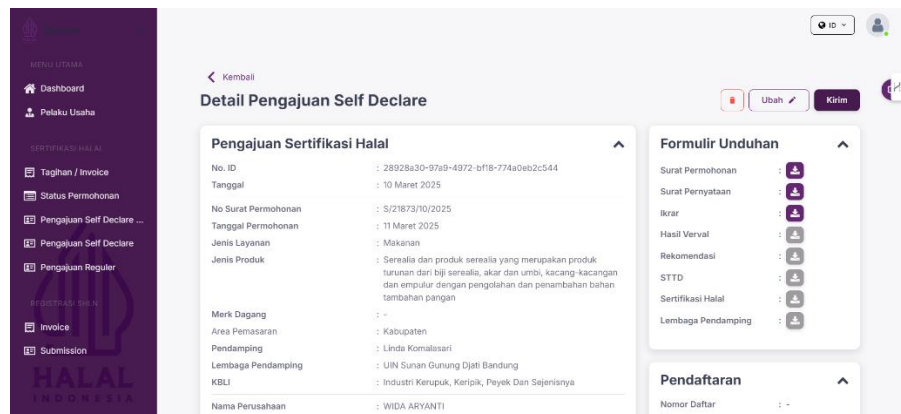 ID
MENU UTAMA
Dashboard
Pelaku Usaha
SERTIFIKASI HALAL
Tagihan / Invoice
Status Permohonan
Pengajuan Self Declare ...
Pengajuan Self Declare
Pengajuan Reguler
REGISTRASI SHLN
Invoice
Submission
HALAL
INDONESIA
Kembali
Detail Pengajuan Self Declare
Ubah
Kirim
Pengajuan Sertifikasi Halal
No. ID : 28928a30-97a9-4972-bf18-774a0eb2c544
Tanggal : 10 Maret 2025
No Surat Permohonan : S/21873/10/2025
Tanggal Permohonan : 11 Maret 2025
Jenis Layanan : Makanan
Jenis Produk : Serealia dan produk serealia yang merupakan produk
turunan dari biji serealia, akar dan umbi, kacang-kacangan
dan empulur dengan pengolahan dan penambahan bahan
tambahan pangan
Merk Dagang : -
Area Pemasaran : Kabupaten
Pendamping : Linda Komalasari
Lembaga Pendamping : UIN Sunan Gunung Djati Bandung
KBLI : Industri Kerupuk, Keripik, Peyek Dan Sejenisnya
Nama Perusahaan : WIDA ARYANTI
Formulir Unduhan
Surat Permohonan :
Surat Pernyataan :
Ikrar :
Hasil Verval :
Rekomendasi :
STTD :
Sertifikasi Halal :
Lembaga Pendamping :
Pendaftaran
Nomor Daftar : -